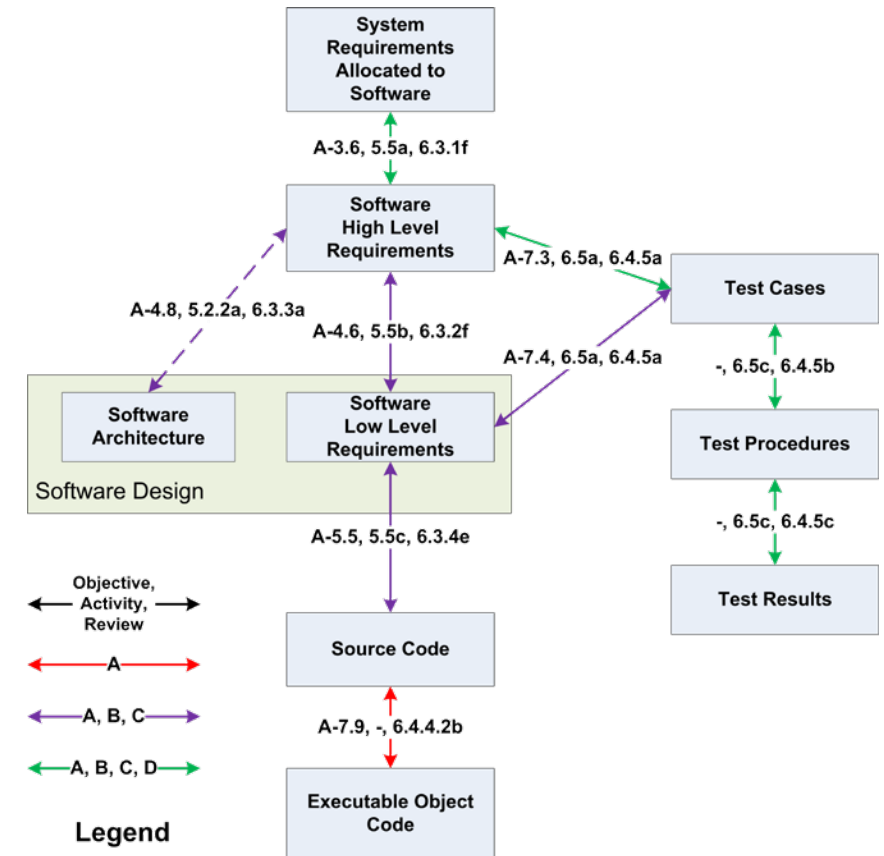 System
Requirements
Allocated to
Software
A-3.6, 5.5a, 6.3.1f
Software
High Level
Requirements
A-7.3, 6.5a, 6.4.5a
Test Cases
A-4.8, 5.2.2a, 6.3.3a
A-4.6, 5.5b, 6.3.2f
A-7.4, 6.5a, 6.4.5a
-, 6.5c, 6.4.5b
Software
Architecture
Software
Low Level
Requirements
Test Procedures
Software Design
-, 6.5c, 6.4.5c
A-5.5, 5.5c, 6.3.4e
Test Results
Objective,
Activity,
Review
Source Code
A
A, B, C
A-7.9, -, 6.4.4.2b
A, B, C, D
Executable Object
Code
Legend